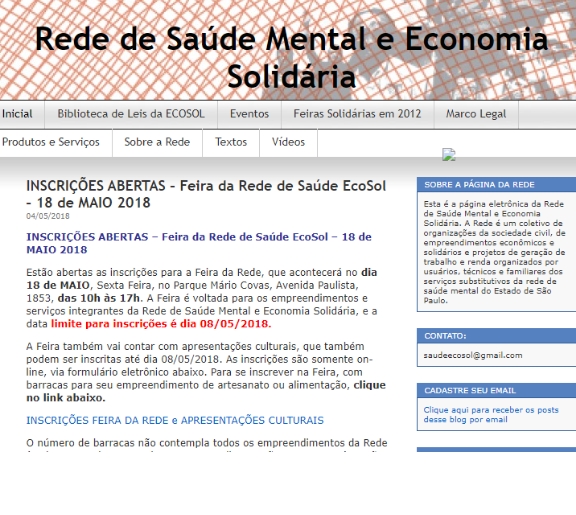 Rede de Saúde Mental e Economia
Solidária
Inicial Biblioteca de Leis da ECOSOL Eventos Feiras Solidárias em 2012 Marco Legal
Produtos e Serviços Sobre a Rede Textos Vídeos
INSCRIÇÕES ABERTAS – Feira da Rede de Saúde EcoSol
– 18 de MAIO 2018
04/05/2018
INSCRIÇÕES ABERTAS – Feira da Rede de Saúde EcoSol – 18 de
MAIO 2018
Estão abertas as inscrições para a Feira da Rede, que acontecerá no dia
18 de MAIO, Sexta Feira, no Parque Mário Covas, Avenida Paulista,
1853, das 10h às 17h. A Feira é voltada para os empreendimentos e
serviços integrantes da Rede de Saúde Mental e Economia Solidária, e a
data limite para inscrições é dia 08/05/2018.
A Feira também vai contar com apresentações culturais, que também
podem ser inscritas até dia 08/05/2018. As inscrições são somente on-
line, via formulário eletrônico abaixo. Para se inscrever na Feira, com
barracas para seu empreendimento de artesanato ou alimentação, clique
no link abaixo.
INSCRIÇÕES FEIRA DA REDE e APRESENTAÇÕES CULTURAIS
O número de barracas não contempla todos os empreendimentos da Rede
SOBRE A PÁGINA DA REDE
Esta é a página eletrônica da Rede
de Saúde Mental e Economia
Solidária. A Rede é um coletivo de
organizações da sociedade civil, de
empreendimentos econômicos e
solidários e projetos de geração de
trabalho e renda organizados por
usuários, técnicos e familiares dos
serviços substitutivos da rede de
saúde mental do Estado de São
Paulo.
CONTATO:
saudeecosol@gmail.com
CADASTRE SEU EMAIL
Clique aqui para receber os posts
desse blog por email